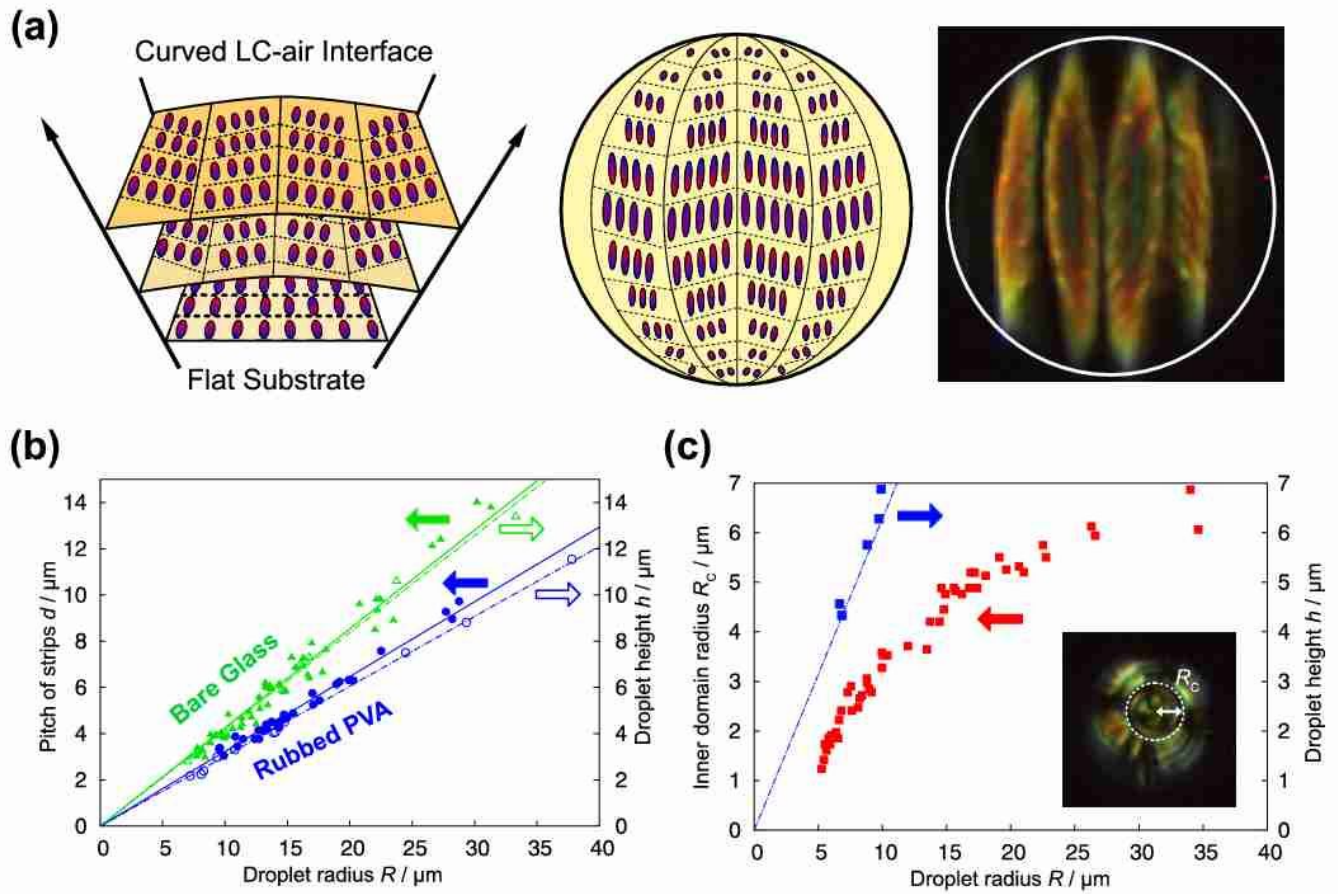 (a)
Curved LC-air Interface
Flat Substrate
(b)
Pitch of strips d / μm
14
12
10
8
6
4
2
0
Bare Glass
Rubbed PVA
14
12
10
8
6
4
2
0
Droplet height h / μm
0 5 10 15 20 25 30 35 40
Droplet radius R / μm
(c)
Inner domain radius Rc / μm
7
6
5
4
3
2
1
0
Rc
7
6
5
4
3
2
1
0
Droplet height h / μm
0 5 10 15 20 25 30 35 40
Droplet radius R / μm